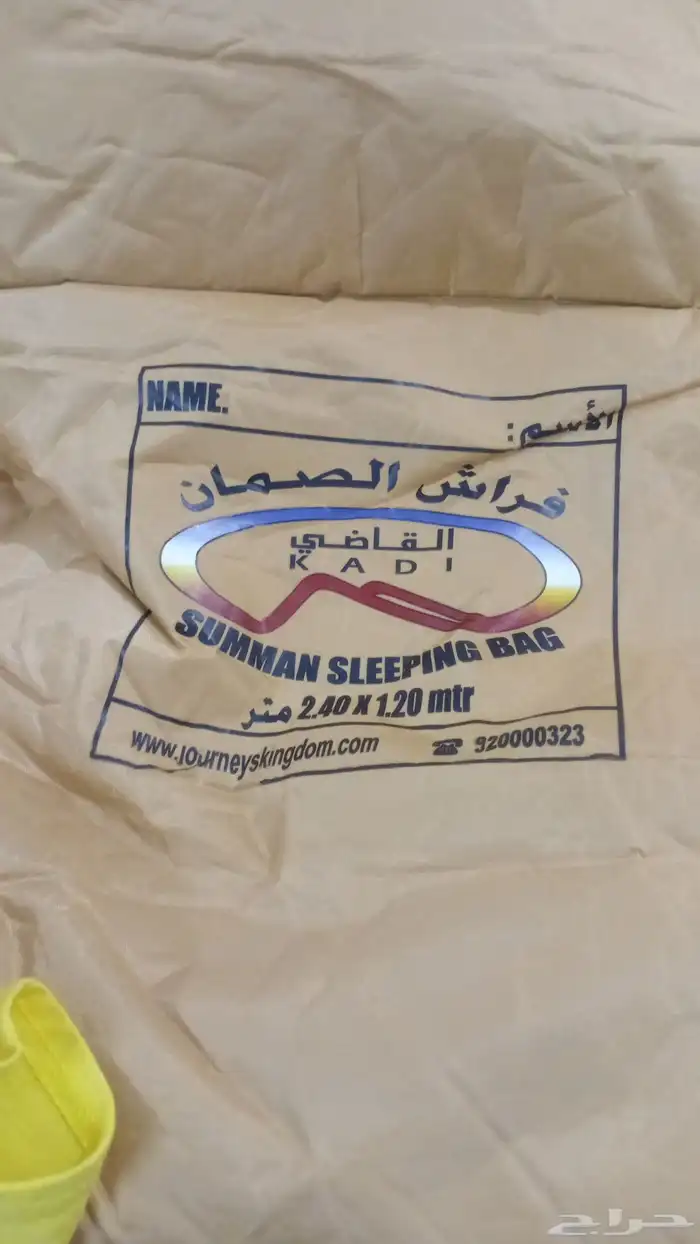 NAME.
الأسم :
فراش الصمان
القاضي
KADI
SUMMAN SLEEPING BAG
2.40 X 1.20 mtr متر
www.Journeyskingdom.com ☎ 920000323
حراج